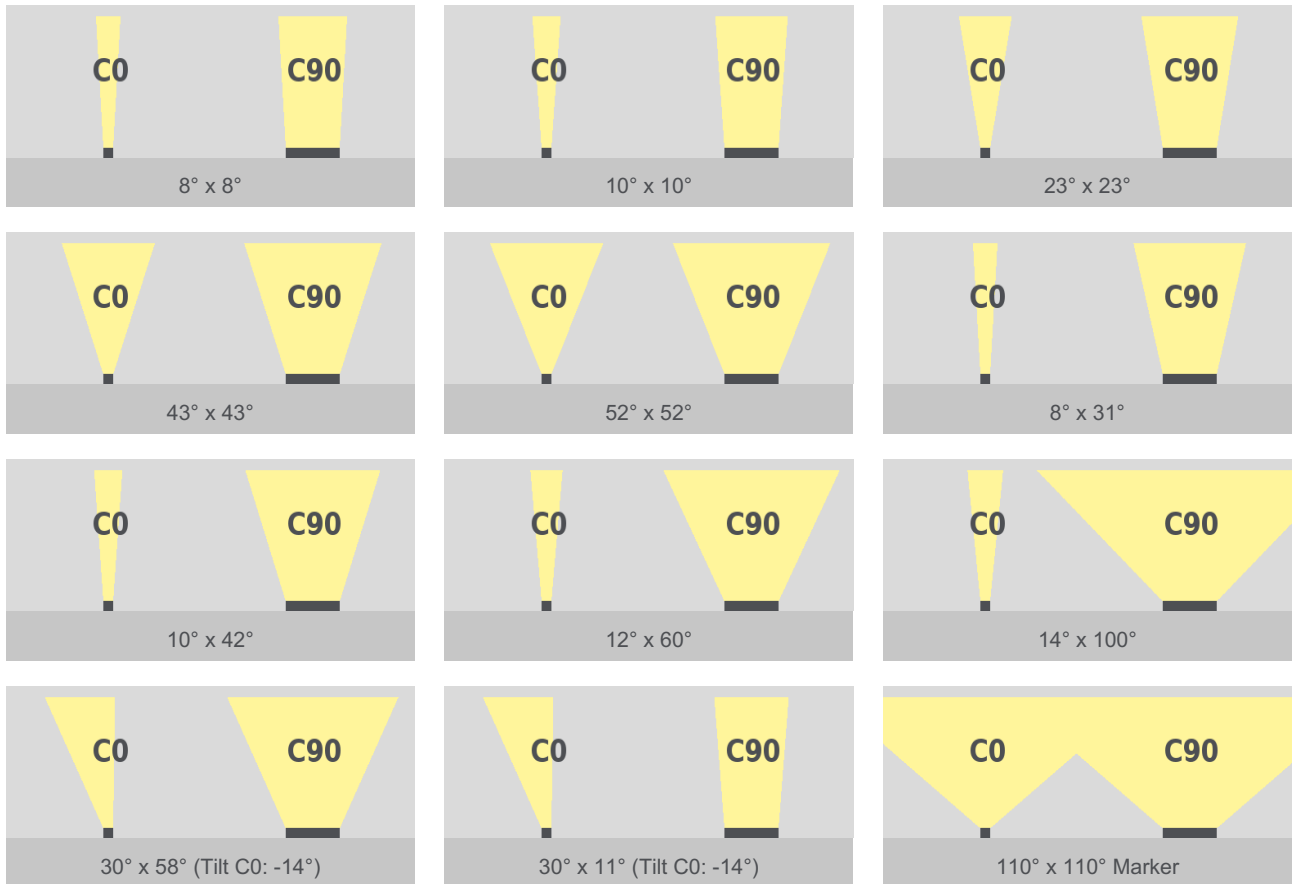 C0 C90
8° x 8°
C0 C90
10° x 10°
C0 C90
23° x 23°
C0 C90
43° x 43°
C0 C90
52° x 52°
C0 C90
8° x 31°
C0 C90
10° x 42°
C0 C90
12° x 60°
C0 C90
14° x 100°
C0 C90
30° x 58° (Tilt C0: -14°)
C0 C90
30° x 11° (Tilt C0: -14°)
C0 C90
110° x 110° Marker